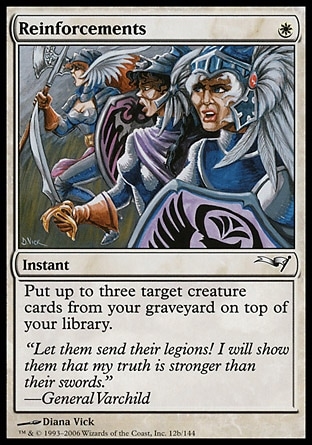 Reinforcements
D.VICK
Instant
Put up to three target creature
cards from your graveyard on top of
your library.
“Let them send their legions! I will show
them that my truth is stronger than
their swords.”
—General Varchild
Diana Vick
™ & © 1993–2006 Wizards of the Coast, Inc. 12b/144